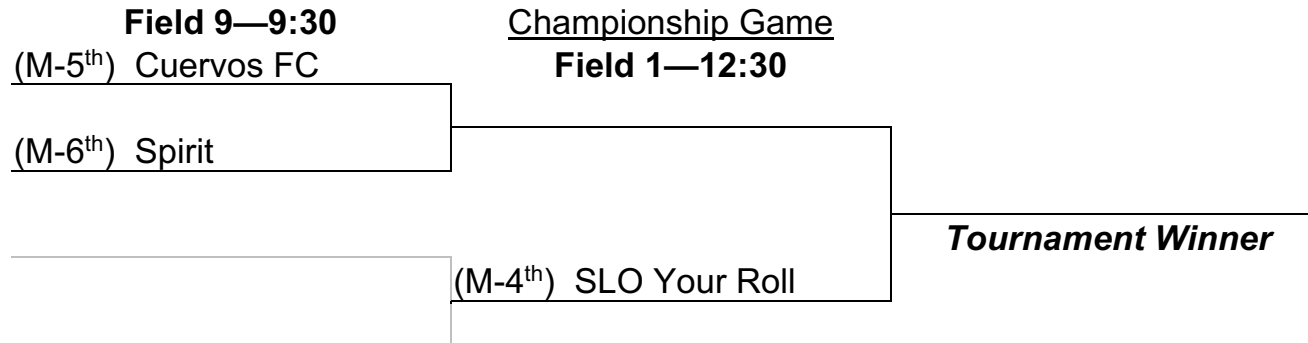 Field 9—9:30
Championship Game
(M-5th) Cuervos FC
Field 1—12:30
(M-6th) Spirit
Tournament Winner
(M-4th) SLO Your Roll